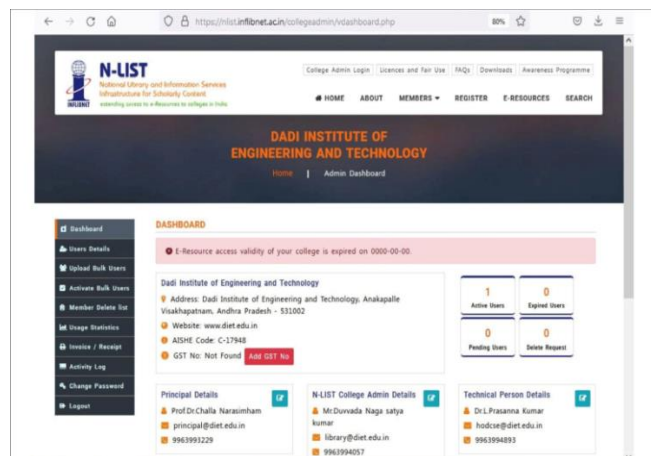 https://nlist.inflibnet.ac.in/collegeadmin/vdashboard.php
80%
N-LIST
National Library and Information Services
Infrastructure for Scholarly Content
extending access to e-Resources to colleges in India
INFLIBNET
College Admin Login
Licences and Fair Use
FAQs
Downloads
Awareness Programme
HOME ABOUT MEMBERS REGISTER E-RESOURCES SEARCH
DADI INSTITUTE OF
ENGINEERING AND TECHNOLOGY
Home | Admin Dashboard
Dashboard
Users Details
Upload Bulk Users
Activate Bulk Users
Member Delete list
Usage Statistics
Invoice / Receipt
Activity Log
Change Password
Logout
DASHBOARD
E-Resource access validity of your college is expired on 0000-00-00.
Dadi Institute of Engineering and Technology
Address: Dadi Institute of Engineering and Technology, Anakapalle
Visakhapatnam, Andhra Pradesh - 531002
Website: www.diet.edu.in
AISHE Code: C-17948
GST No: Not Found Add GST No
1
Active Users
0
Expired Users
0
Pending Users
0
Delete Request
Principal Details
Prof.Dr.Challa Narasimham
principal@diet.edu.in
9963993229
N-LIST College Admin Details
Mr.Duvvada Naga satya
kumar
library@diet.edu.in
9963994057
Technical Person Details
Dr.L.Prasanna Kumar
hodcse@diet.edu.in
9963994893